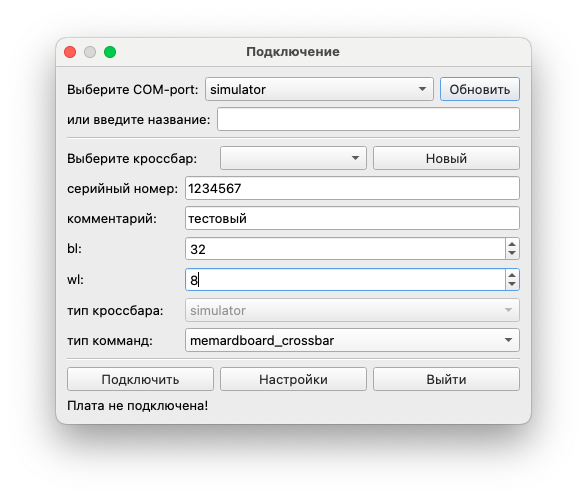 Подключение
Выберите COM-port: simulator Обновить
или введите название:
Выберите кроссбар: Новый
серийный номер: 1234567
комментарий: тестовый
bl: 32
wl: 8
тип кроссбара: simulator
тип комманд: memardboard_crossbar
Подключить Настройки Выйти
Плата не подключена!